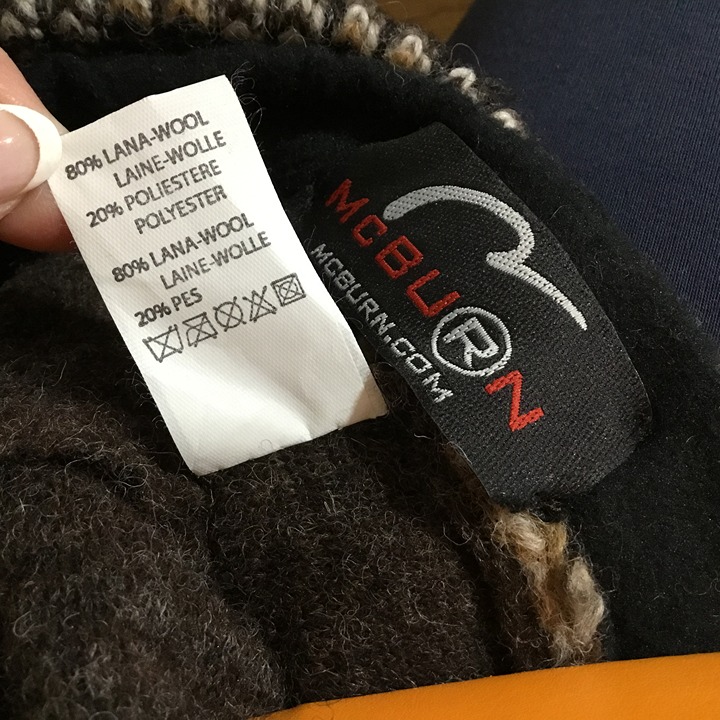 80% LANA-WOOL
LAINE-WOLLE
20% POLIESTERE
POLYESTER
80% LANA-WOOL
LAINE-WOLLE
20% PES
McBURN
MCBURN.COM